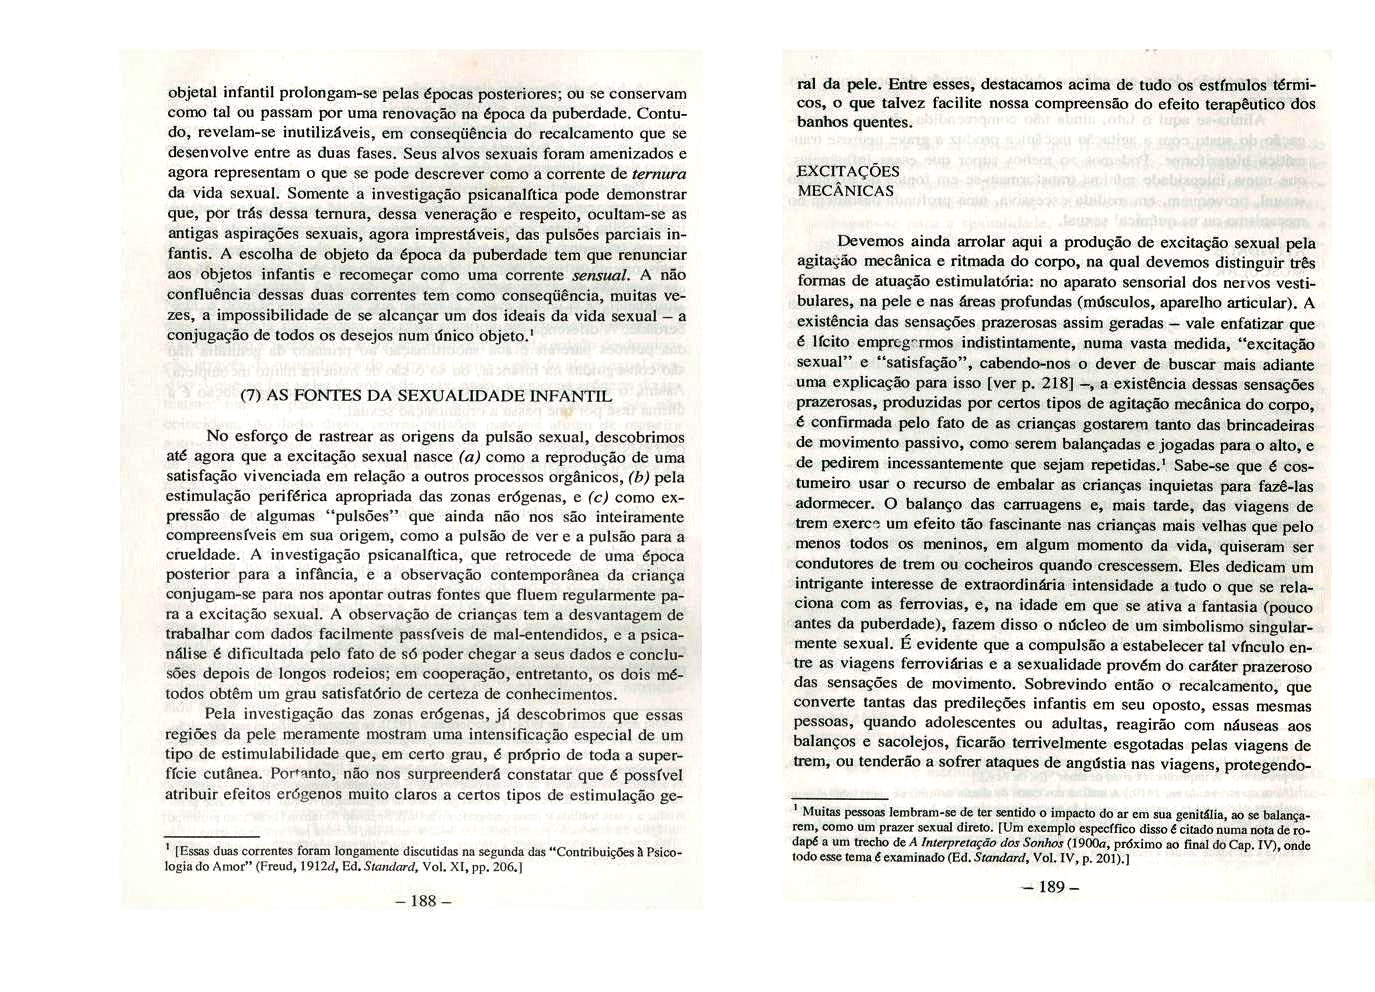 objetal infantil prolongam-se pelas épocas posteriores; ou se conservam
como tal ou passam por uma renovação na época da puberdade. Contu-
do, revelam-se inutilizáveis, em conseqüência do recalcamento que se
desenvolve entre as duas fases. Seus alvos sexuais foram amenizados e
agora representam o que se pode descrever como a corrente de ternura
da vida sexual. Somente a investigação psicanalítica pode demonstrar
que, por trás dessa ternura, dessa veneração e respeito, ocultam-se as
antigas aspirações sexuais, agora imprestáveis, das pulsões parciais in-
fantis. A escolha de objeto da época da puberdade tem que renunciar
aos objetos infantis e recomeçar como uma corrente sensual. A não
confluência dessas duas correntes tem como conseqüência, muitas ve-
zes, a impossibilidade de se alcançar um dos ideais da vida sexual – a
conjugação de todos os desejos num único objeto.¹
(7) AS FONTES DA SEXUALIDADE INFANTIL
No esforço de rastrear as origens da pulsão sexual, descobrimos
até agora que a excitação sexual nasce (a) como a reprodução de uma
satisfação vivenciada em relação a outros processos orgânicos, (b) pela
estimulação periférica apropriada das zonas erógenas, e (c) como ex-
pressão de algumas “pulsões” que ainda não nos são inteiramente
compreensíveis em sua origem, como a pulsão de ver e a pulsão para a
crueldade. A investigação psicanalítica, que retrocede de uma época
posterior para a infância, e a observação contemporânea da criança
conjugam-se para nos apontar outras fontes que fluem regularmente pa-
ra a excitação sexual. A observação de crianças tem a desvantagem de
trabalhar com dados facilmente passíveis de mal-entendidos, e a psica-
nálise é dificultada pelo fato de só poder chegar a seus dados e conclu-
sões depois de longos rodeios; em cooperação, entretanto, os dois mé-
todos obtêm um grau satisfatório de certeza de conhecimentos.
Pela investigação das zonas erógenas, já descobrimos que essas
regiões da pele meramente mostram uma intensificação especial de um
tipo de estimulabilidade que, em certo grau, é próprio de toda a super-
fície cutânea. Portanto, não nos surpreenderá constatar que é possível
atribuir efeitos erógenos muito claros a certos tipos de estimulação ge-
¹ [Essas duas correntes foram longamente discutidas na segunda das “Contribuições à Psico-
logia do Amor” (Freud, 1912d, Ed. Standard, Vol. XI, pp. 206.]
– 188 –
ral da pele. Entre esses, destacamos acima de tudo os estímulos térmi-
cos, o que talvez facilite nossa compreensão do efeito terapêutico dos
banhos quentes.
EXCITAÇÕES
MECÂNICAS
Devemos ainda arrolar aqui a produção de excitação sexual pela
agitação mecânica e ritmada do corpo, na qual devemos distinguir três
formas de atuação estimulatória: no aparato sensorial dos nervos vesti-
bulares, na pele e nas áreas profundas (músculos, aparelho articular). A
existência das sensações prazerosas assim geradas – vale enfatizar que
é lícito empregarmos indistintamente, numa vasta medida, “excitação
sexual” e “satisfação”, cabendo-nos o dever de buscar mais adiante
uma explicação para isso [ver p. 218] –, a existência dessas sensações
prazerosas, produzidas por certos tipos de agitação mecânica do corpo,
é confirmada pelo fato de as crianças gostarem tanto das brincadeiras
de movimento passivo, como serem balançadas e jogadas para o alto, e
de pedirem incessantemente que sejam repetidas.¹ Sabe-se que é cos-
tumeiro usar o recurso de embalar as crianças inquietas para fazê-las
adormecer. O balanço das carruagens e, mais tarde, das viagens de
trem exerce um efeito tão fascinante nas crianças mais velhas que pelo
menos todos os meninos, em algum momento da vida, quiseram ser
condutores de trem ou cocheiros quando crescessem. Eles dedicam um
intrigante interesse de extraordinária intensidade a tudo o que se rela-
ciona com as ferrovias, e, na idade em que se ativa a fantasia (pouco
antes da puberdade), fazem disso o núcleo de um simbolismo singular-
mente sexual. É evidente que a compulsão a estabelecer tal vínculo en-
tre as viagens ferroviárias e a sexualidade provém do caráter prazeroso
das sensações de movimento. Sobrevindo então o recalcamento, que
converte tantas das predileções infantis em seu oposto, essas mesmas
pessoas, quando adolescentes ou adultas, reagirão com náuseas aos
balanços e sacolejos, ficarão terrivelmente esgotadas pelas viagens de
trem, ou tenderão a sofrer ataques de angústia nas viagens, protegendo-
¹ Muitas pessoas lembram-se de ter sentido o impacto do ar em sua genitália, ao se balança-
rem, como um prazer sexual direto. [Um exemplo específico disso é citado numa nota de ro-
dapé a um trecho de A Interpretação dos Sonhos (1900a, próximo ao final do Cap. IV), onde
todo esse tema é examinado (Ed. Standard, Vol. IV, p. 201).]
– 189 –